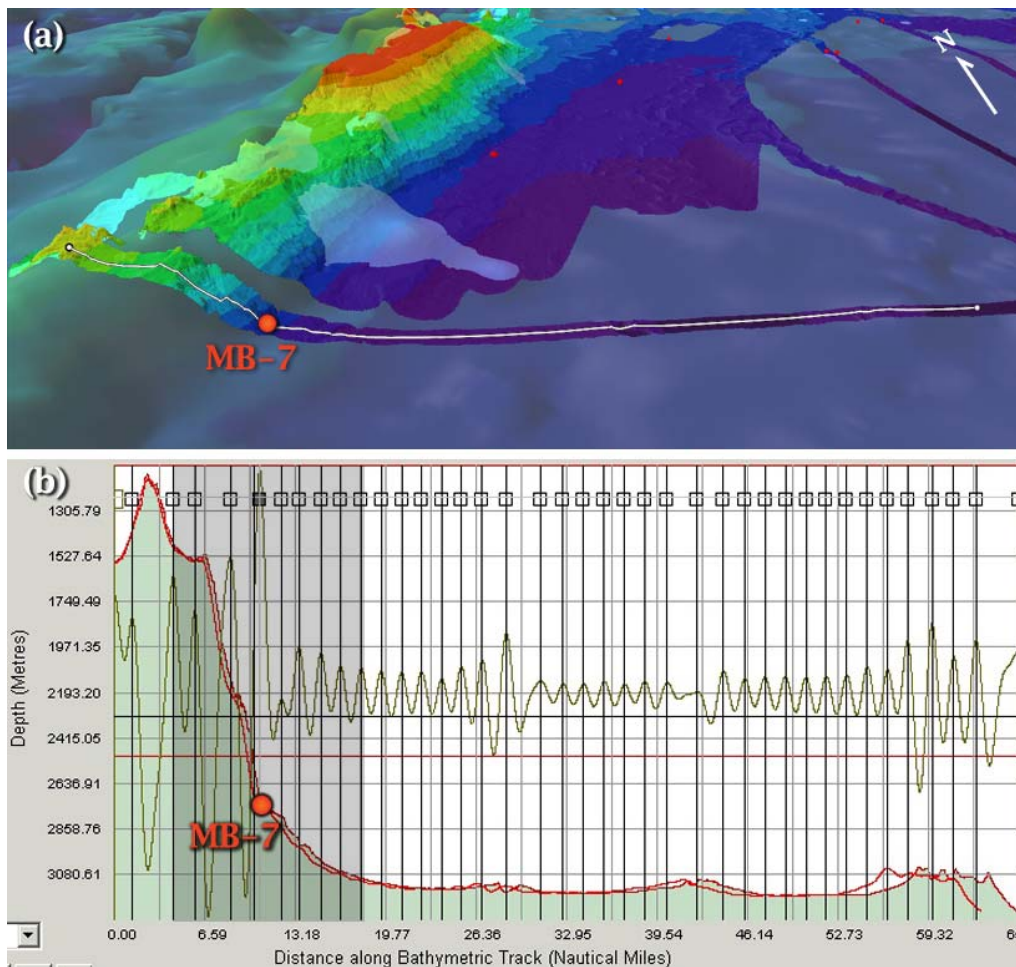 (a)
N
MB-7
(b)
1305.79
1527.64
1749.49
1971.35
2193.20
2415.05
2636.91
2858.76
3080.61
Depth (Metres)
MB-7
0.00 6.59 13.18 19.77 26.36 32.95 39.54 46.14 52.73 59.32
Distance along Bathymetric Track (Nautical Miles)